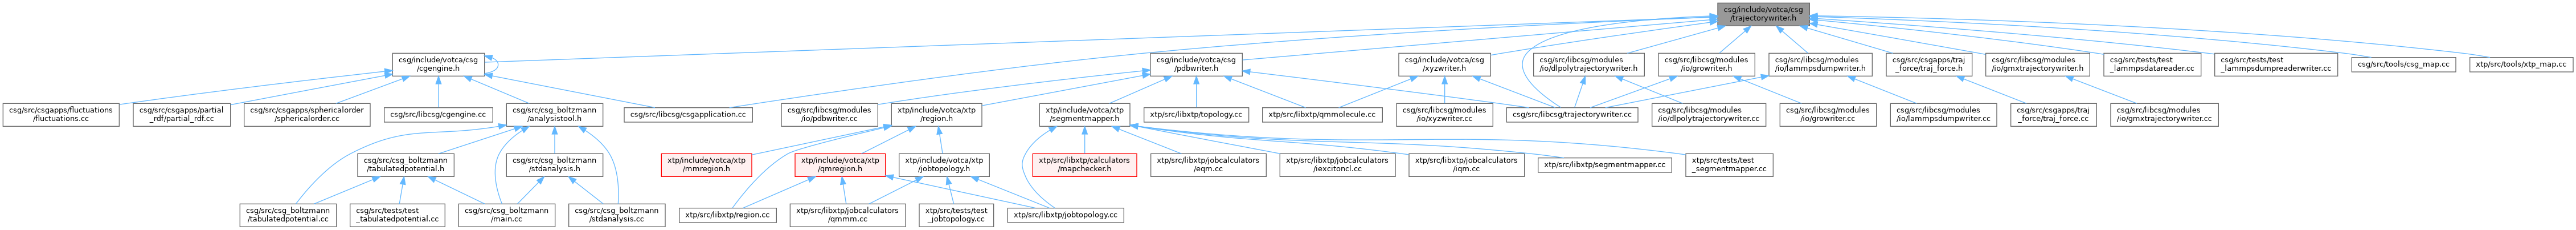 csg/include/votca/csg
/trajectorywriter.h
csg/include/votca/csg
/cgengine.h
csg/include/votca/csg
/pdbwriter.h
csg/include/votca/csg
/xyzwriter.h
csg/src/libcsg/modules
/io/dlpolytrajectorywriter.h
csg/src/libcsg/modules
/io/growriter.h
csg/src/libcsg/modules
/io/lammpsdumpwriter.h
csg/src/csgapps/traj
_force/traj_force.h
csg/src/libcsg/modules
/io/gmxtrajectorywriter.h
csg/src/tests/test
_lammpsdatareader.cc
csg/src/tests/test
_lammpsdumpreaderwriter.cc
csg/src/tools/csg_map.cc
xtp/src/tools/xtp_map.cc
csg/src/csgapps/fluctuations
/fluctuations.cc
csg/src/csgapps/partial
_rdf/partial_rdf.cc
csg/src/csgapps/sphericalorder
/sphericalorder.cc
csg/src/libcsg/cgengine.cc
csg/src/csg_boltzmann
/analysistool.h
csg/src/libcsg/csgapplication.cc
csg/src/libcsg/modules
/io/pdbwriter.cc
xtp/include/votca/xtp
/region.h
xtp/include/votca/xtp
/segmentmapper.h
xtp/src/libxtp/topology.cc
xtp/src/libxtp/qmmolecule.cc
csg/src/libcsg/modules
/io/xyzwriter.cc
csg/src/libcsg/trajectorywriter.cc
csg/src/libcsg/modules
/io/dlpolytrajectorywriter.cc
csg/src/libcsg/modules
/io/growriter.cc
csg/src/libcsg/modules
/io/lammpsdumpwriter.cc
csg/src/csgapps/traj
_force/traj_force.cc
csg/src/libcsg/modules
/io/gmxtrajectorywriter.cc
csg/src/csg_boltzmann
/tabulatedpotential.h
csg/src/csg_boltzmann
/stdanalysis.h
xtp/include/votca/xtp
/mmregion.h
xtp/include/votca/xtp
/qmregion.h
xtp/include/votca/xtp
/jobtopology.h
xtp/src/libxtp/calculators
/mapchecker.h
xtp/src/libxtp/jobcalculators
/eqm.cc
xtp/src/libxtp/jobcalculators
/iexcitoncl.cc
xtp/src/libxtp/jobcalculators
/iqm.cc
xtp/src/libxtp/segmentmapper.cc
xtp/src/tests/test
_segmentmapper.cc
csg/src/csg_boltzmann
/tabulatedpotential.cc
csg/src/tests/test
_tabulatedpotential.cc
csg/src/csg_boltzmann
/main.cc
csg/src/csg_boltzmann
/stdanalysis.cc
xtp/src/libxtp/region.cc
xtp/src/libxtp/jobcalculators
/qmmm.cc
xtp/src/tests/test
_jobtopology.cc
xtp/src/libxtp/jobtopology.cc